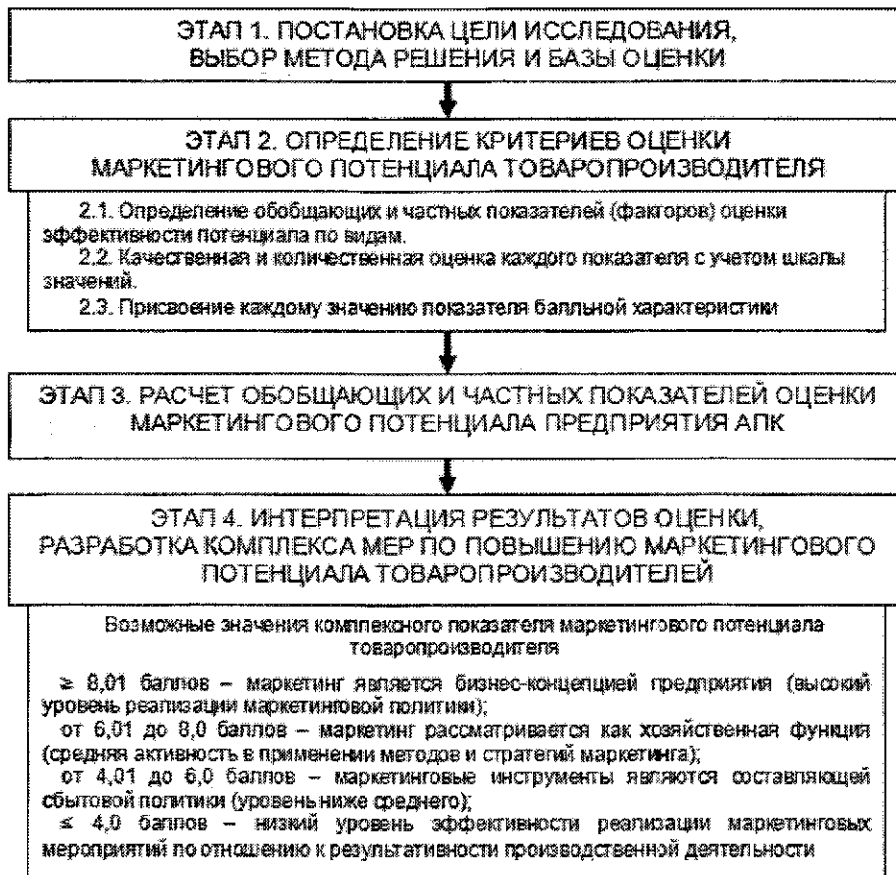 ЭТАП 1. ПОСТАНОВКА ЦЕЛИ ИССЛЕДОВАНИЯ,
ВЫБОР МЕТОДА РЕШЕНИЯ И БАЗЫ ОЦЕНКИ
ЭТАП 2. ОПРЕДЕЛЕНИЕ КРИТЕРИЕВ ОЦЕНКИ
МАРКЕТИНГОВОГО ПОТЕНЦИАЛА ТОВАРОПРОИЗВОДИТЕЛЯ
2.1. Определение обобщающих и частных показателей (факторов) оценки
эффективности потенциала по видам.
2.2. Качественная и количественная оценка каждого показателя с учетом шкалы
значений.
2.3. Присвоение каждому значению показателя балльной характеристики
ЭТАП 3. РАСЧЕТ ОБОБЩАЮЩИХ И ЧАСТНЫХ ПОКАЗАТЕЛЕЙ ОЦЕНКИ
МАРКЕТИНГОВОГО ПОТЕНЦИАЛА ПРЕДПРИЯТИЯ АПК
ЭТАП 4. ИНТЕРПРЕТАЦИЯ РЕЗУЛЬТАТОВ ОЦЕНКИ,
РАЗРАБОТКА КОМПЛЕКСА МЕР ПО ПОВЫШЕНИЮ МАРКЕТИНГОВОГО
ПОТЕНЦИАЛА ТОВАРОПРОИЗВОДИТЕЛЕЙ
Возможные значения комплексного показателя маркетингового потенциала
товаропроизводителя
≥ 8,01 баллов – маркетинг является бизнес-концепцией предприятия (высокий
уровень реализации маркетинговой политики);
от 6,01 до 8,0 баллов – маркетинг рассматривается как хозяйственная функция
(средняя активность в применении методов и стратегий маркетинга);
от 4,01 до 6,0 баллов – маркетинговые инструменты являются составляющей
сбытовой политики (уровень ниже среднего);
≤ 4,0 баллов – низкий уровень эффективности реализации маркетинговых
мероприятий по отношению к результативности производственной деятельности